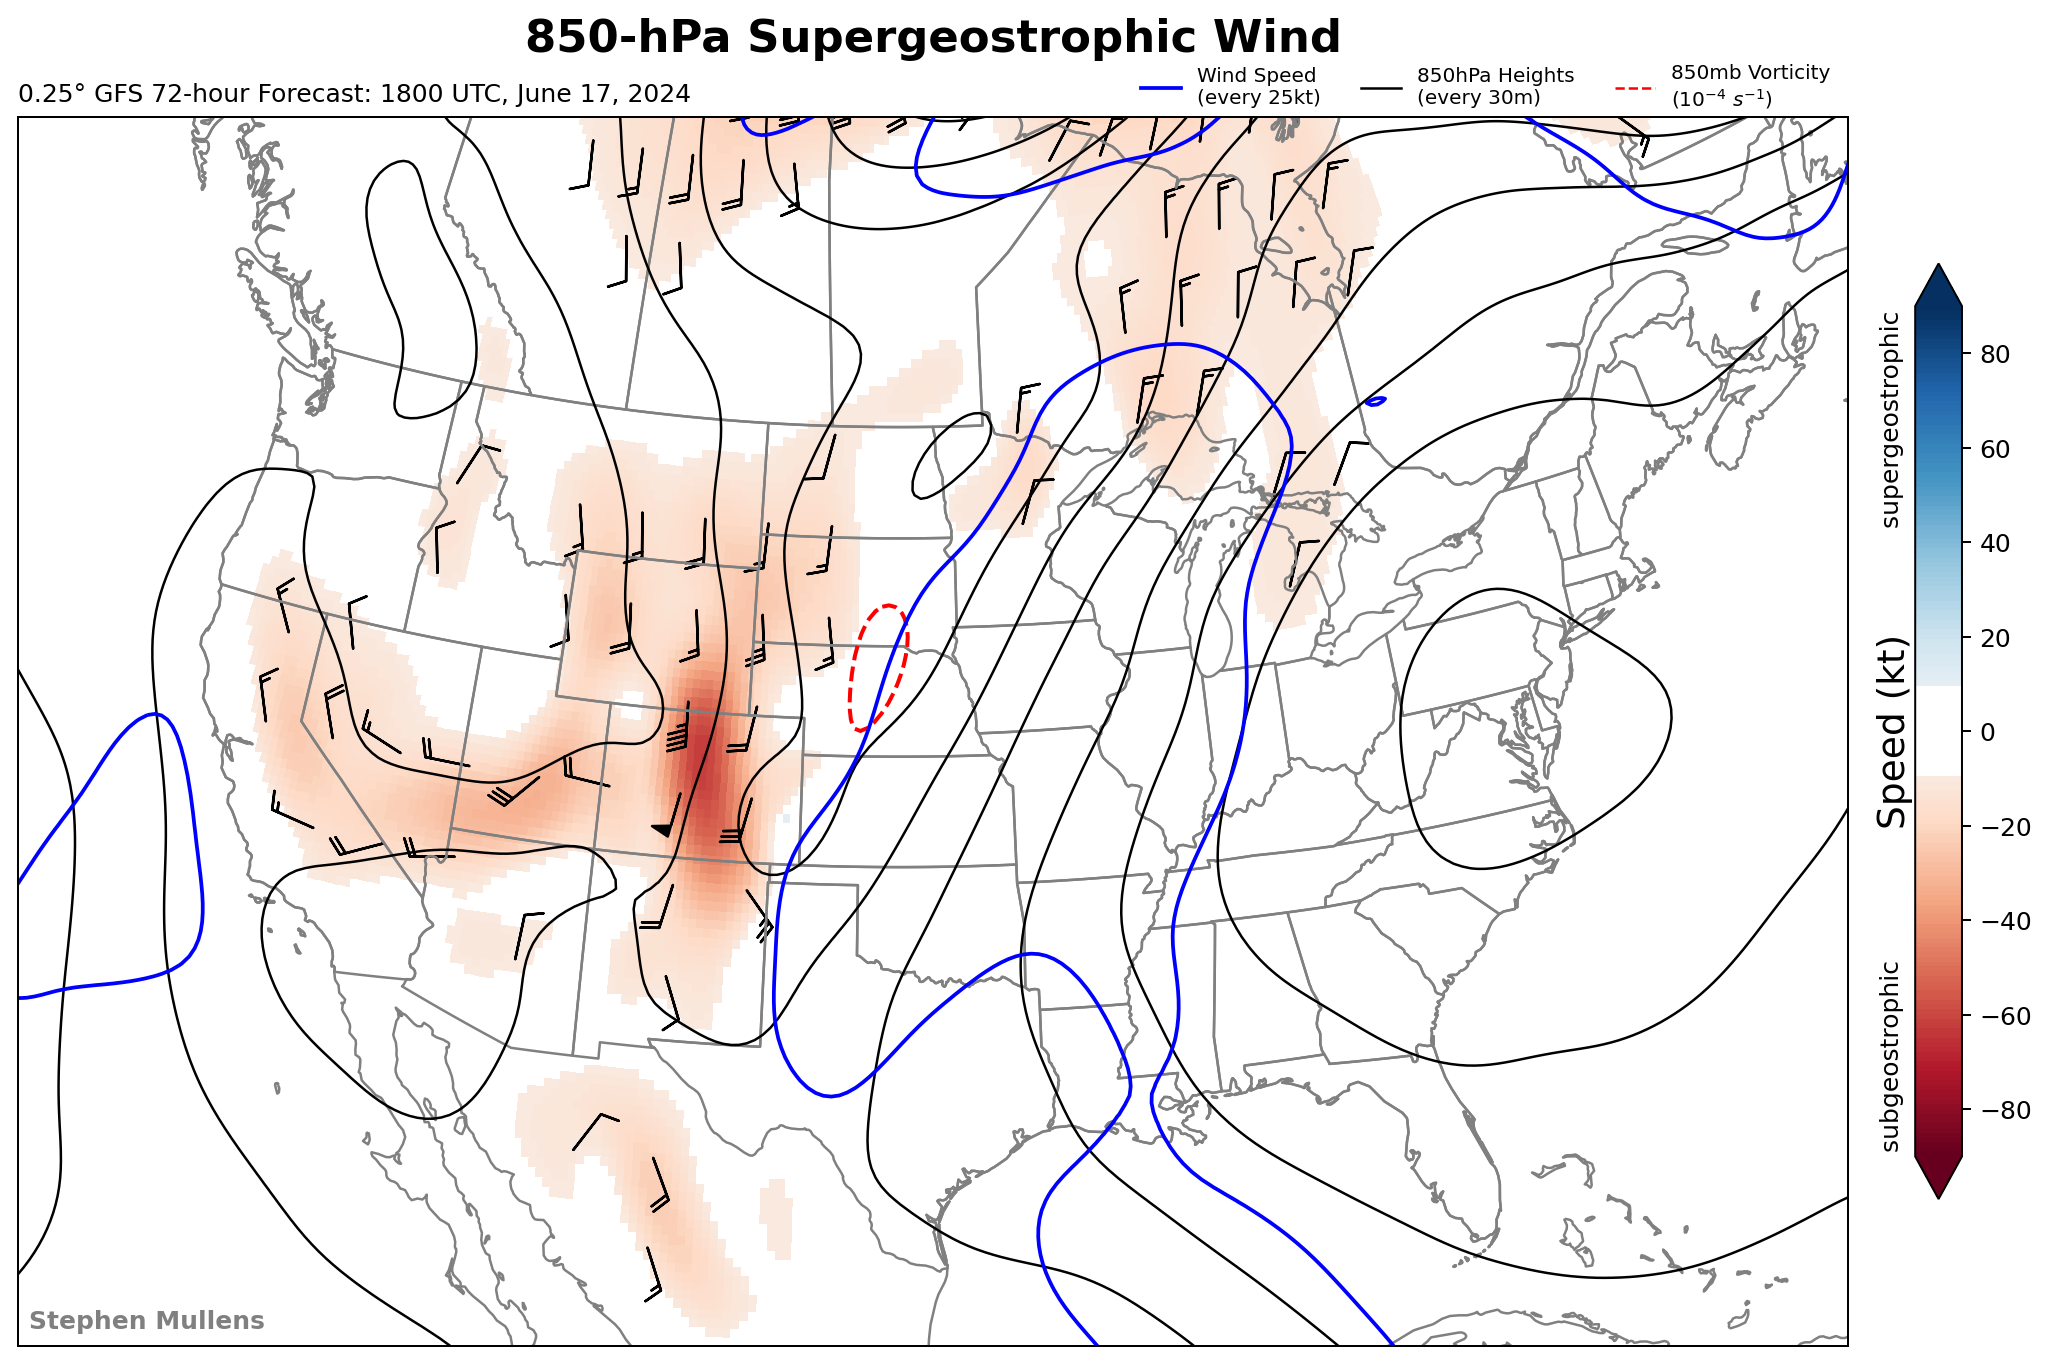 850-hPa Supergeostrophic Wind
0.25° GFS 72-hour Forecast: 1800 UTC, June 17, 2024
Wind Speed
(every 25kt)
850hPa Heights
(every 30m)
850mb Vorticity
(10⁻⁴ s⁻¹)
supergeostrophic
subgeostrophic
Speed (kt)
80
60
40
20
0
−20
−40
−60
−80
Stephen Mullens